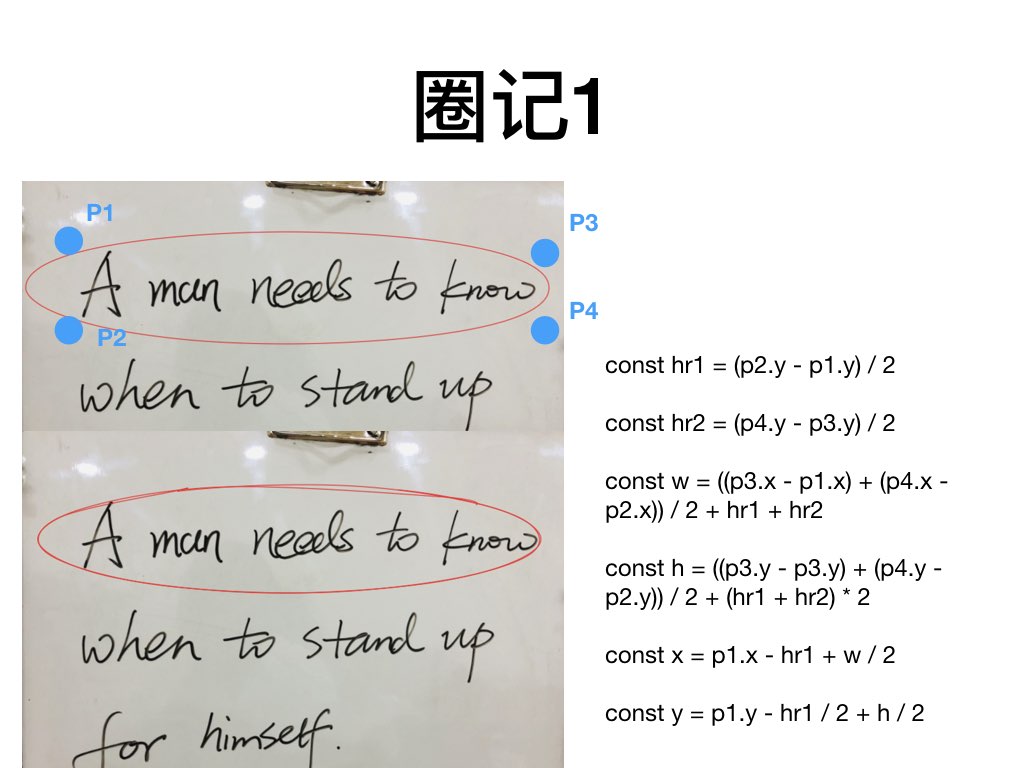 圈记1
P1
P3
A man needs to know
P4
P2
when to stand up
A man needs to know
when to stand up
for himself.
const hr1 = (p2.y - p1.y) / 2
const hr2 = (p4.y - p3.y) / 2
const w = ((p3.x - p1.x) + (p4.x -
p2.x)) / 2 + hr1 + hr2
const h = ((p3.y - p3.y) + (p4.y -
p2.y)) / 2 + (hr1 + hr2) * 2
const x = p1.x - hr1 + w / 2
const y = p1.y - hr1 / 2 + h / 2